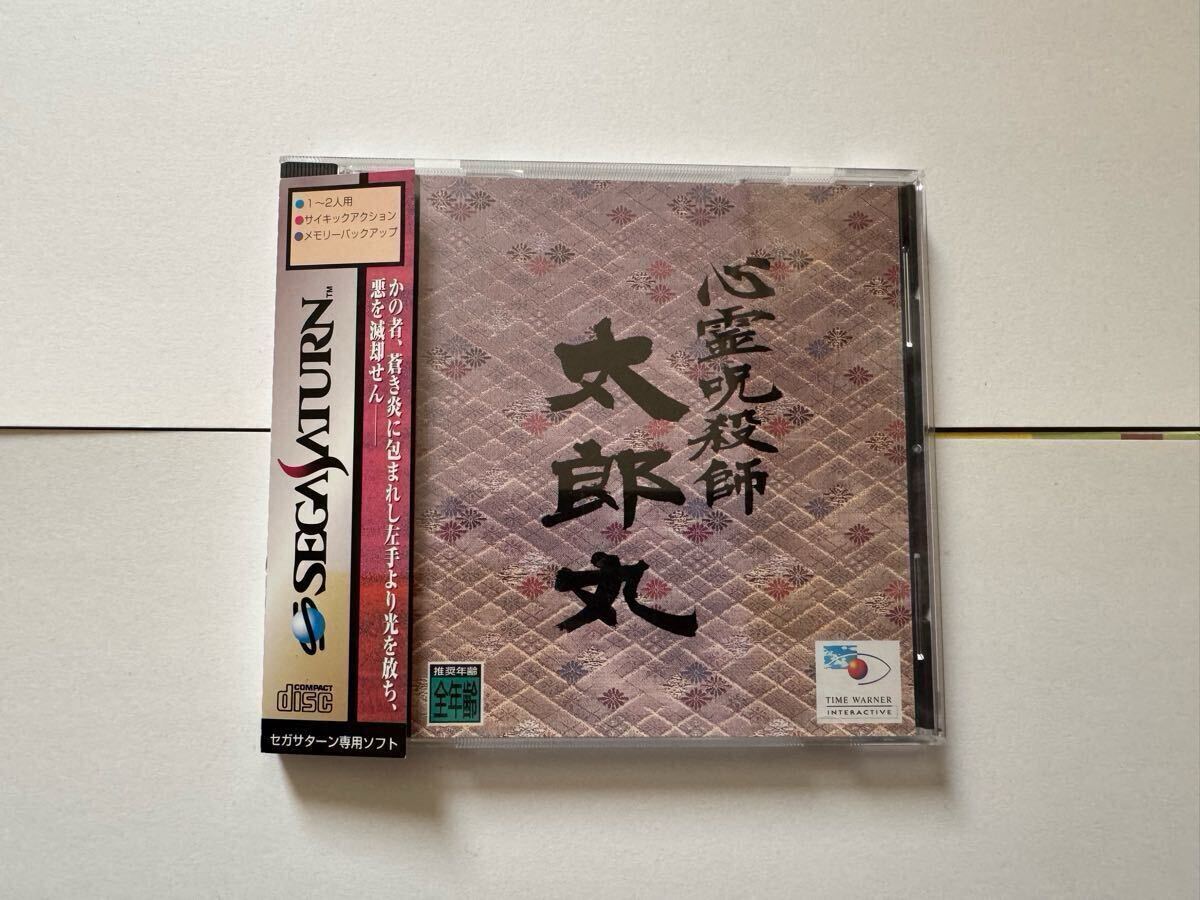 ●1〜2人用
●サイキックアクション
●メモリーバックアップ
SEGA SATURN™
かの者、蒼き炎に包まれし左手より光を放ち、
悪を滅却せん――
COMPACT
disc
セガサターン専用ソフト
心霊呪殺師
太郎丸
推奨年齢
全年齢
TIME WARNER
INTERACTIVE